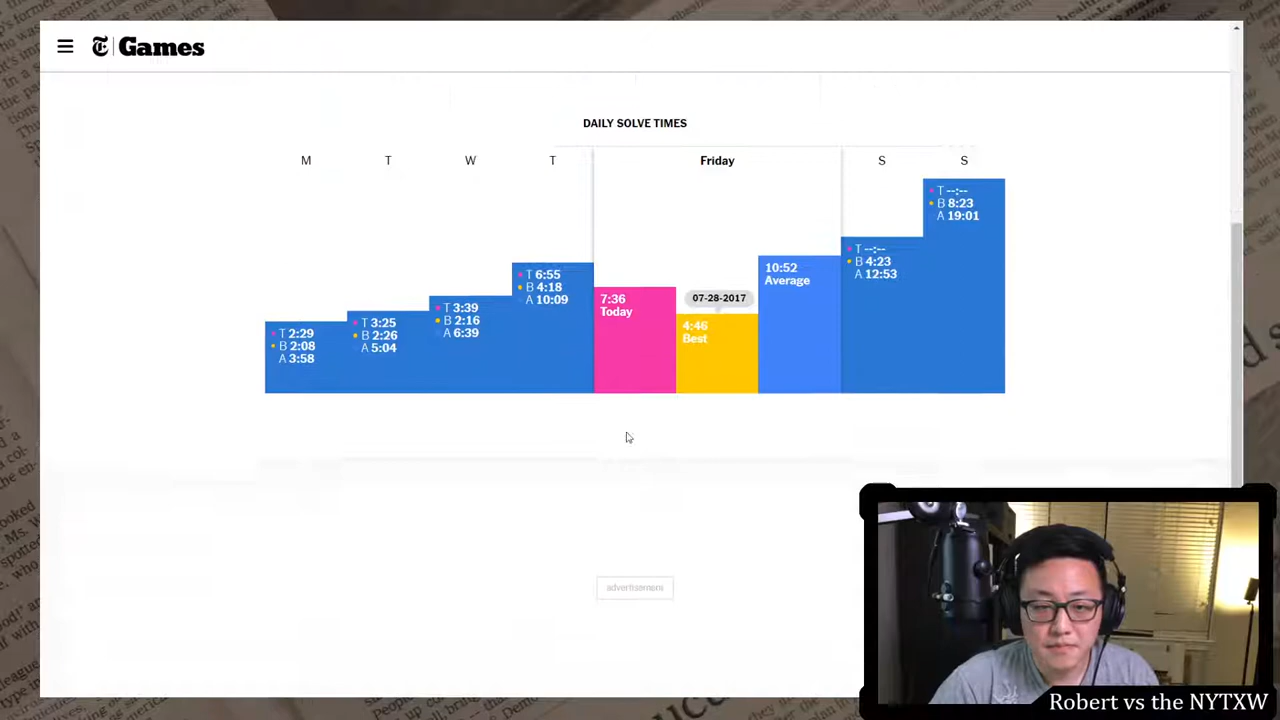 T Games
DAILY SOLVE TIMES
M T W T Friday S S
T 2:29
B 2:08
A 3:58
T 3:25
B 2:26
A 5:04
T 3:39
B 2:16
A 6:39
T 6:55
B 4:18
A 10:09
7:36
Today
07-28-2017
4:46
Best
10:52
Average
T --:--
B 4:23
A 12:53
T --:--
B 8:23
A 19:01
advertisement
Robert vs the NYTXW